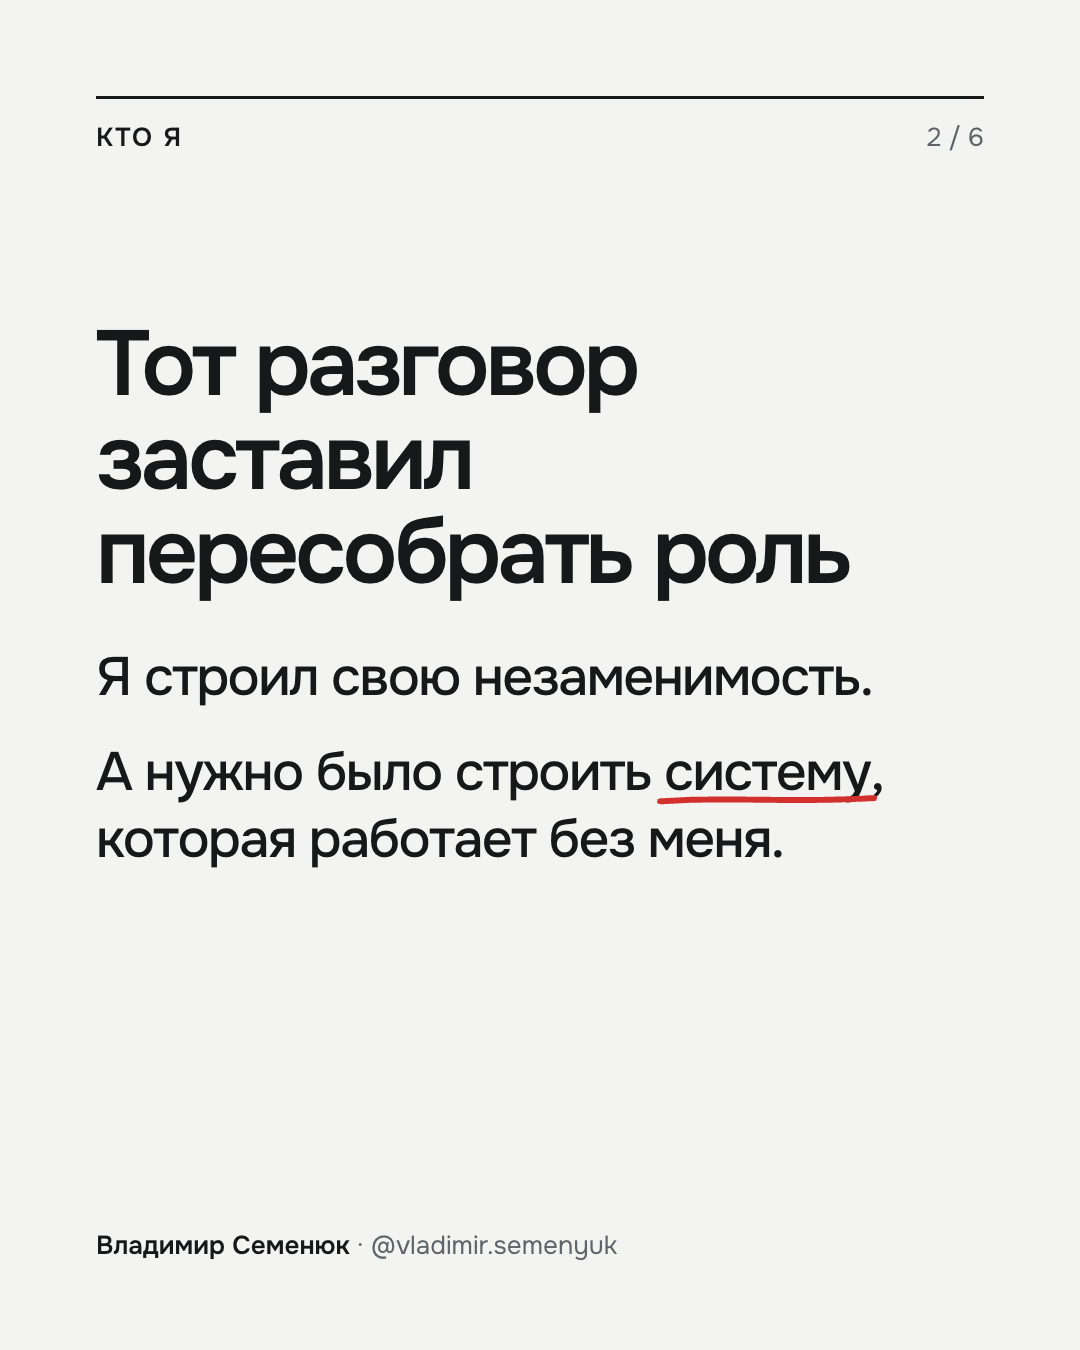 КТО Я
2 / 6
Тот разговор
заставил
пересобрать роль
Я строил свою незаменимость.
А нужно было строить систему,
которая работает без меня.
Владимир Семенюк · @vladimir.semenyuk